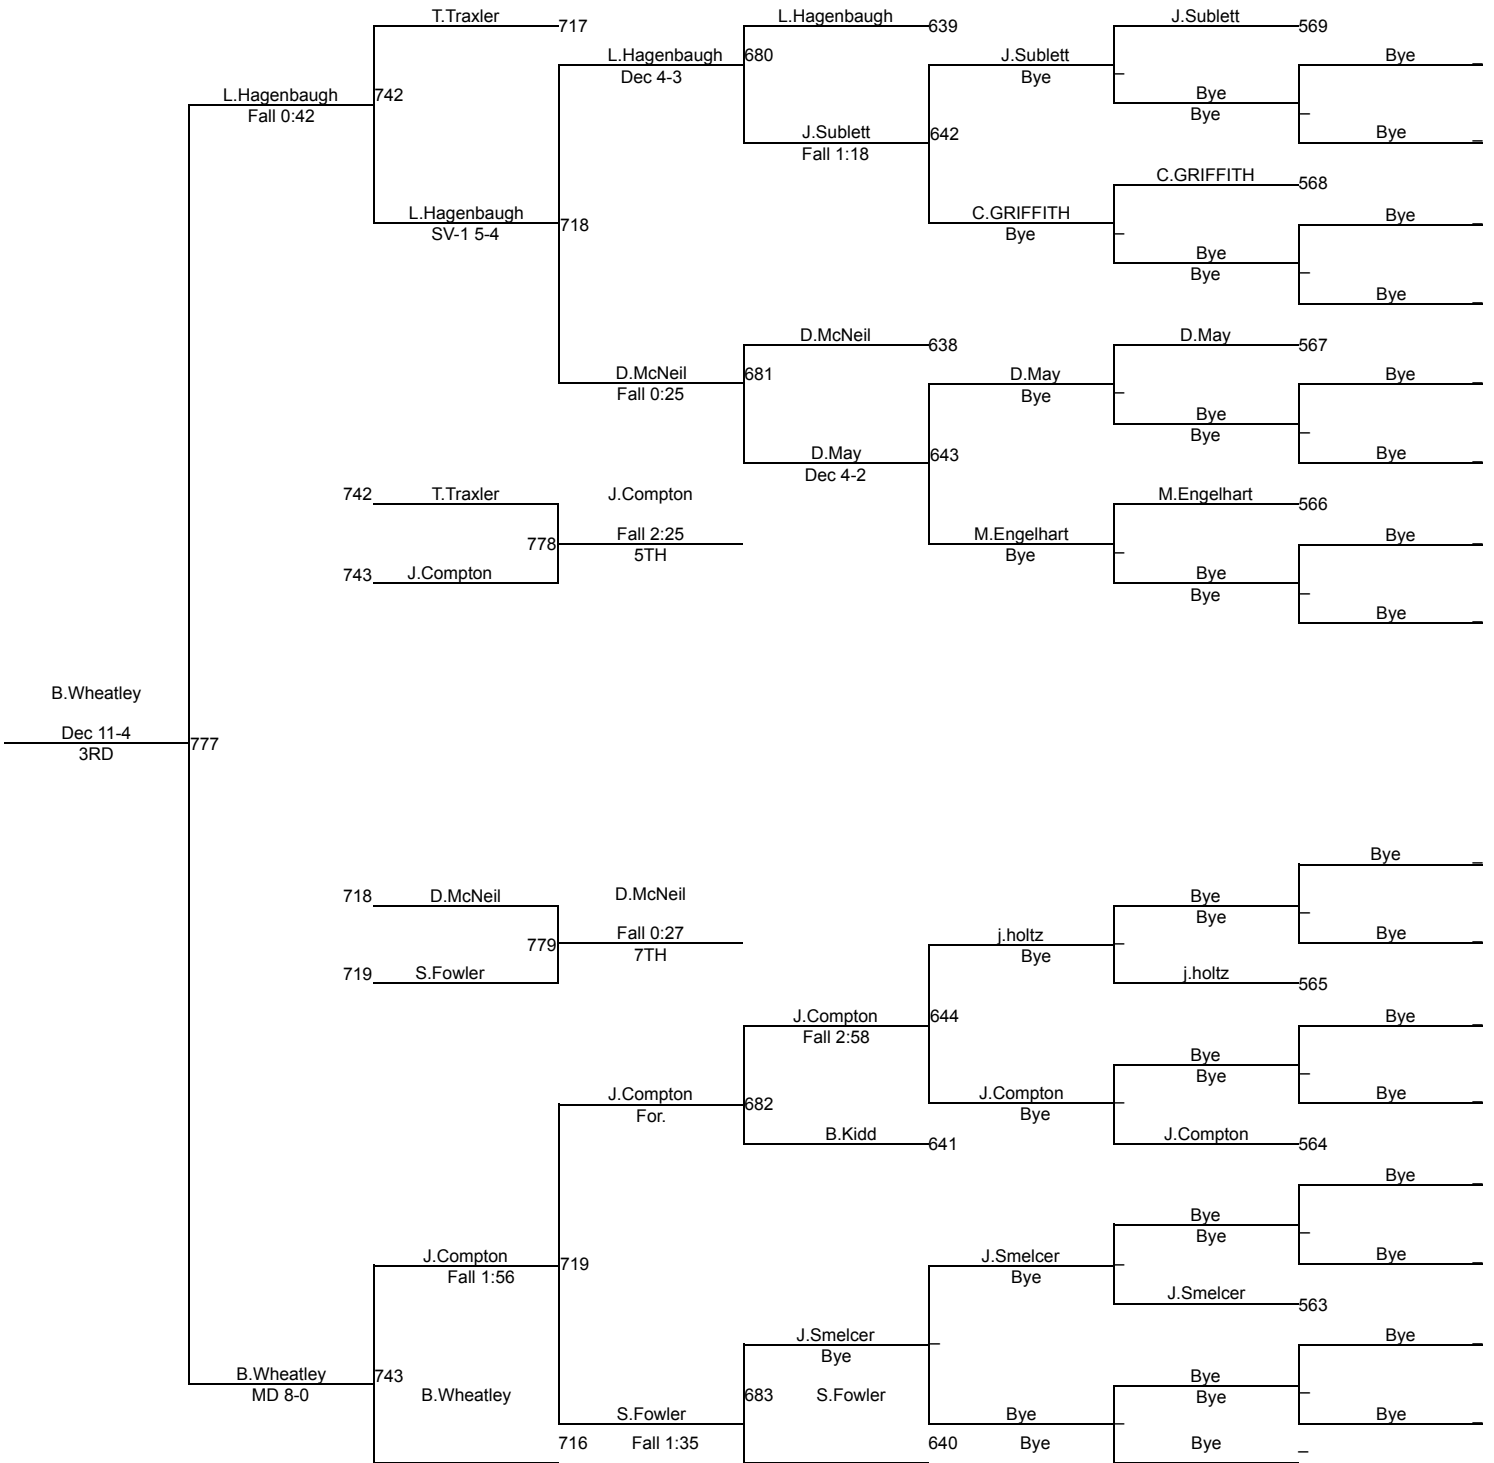 T.Traxler
717
L.Hagenbaugh
639
J.Sublett
569
L.Hagenbaugh
Dec 4-3
680
J.Sublett
Bye
Bye
L.Hagenbaugh
Fall 0:42
742
Bye
Bye
J.Sublett
Fall 1:18
642
Bye
C.GRIFFITH
568
L.Hagenbaugh
SV-1 5-4
718
C.GRIFFITH
Bye
Bye
Bye
Bye
Bye
D.McNeil
638
D.May
567
D.McNeil
Fall 0:25
681
D.May
Bye
Bye
Bye
Bye
D.May
Dec 4-2
643
Bye
742
T.Traxler
J.Compton
M.Engelhart
566
778
Fall 2:25
5TH
M.Engelhart
Bye
Bye
743
J.Compton
Bye
Bye
Bye
B.Wheatley
Dec 11-4
3RD
777
Bye
718
D.McNeil
D.McNeil
Bye
Bye
779
Fall 0:27
7TH
j.holtz
Bye
Bye
719
S.Fowler
j.holtz
565
J.Compton
Fall 2:58
644
Bye
Bye
Bye
J.Compton
For.
682
J.Compton
Bye
Bye
B.Kidd
641
J.Compton
564
Bye
Bye
Bye
J.Compton
Fall 1:56
719
J.Smelcer
Bye
Bye
J.Smelcer
563
J.Smelcer
Bye
Bye
B.Wheatley
MD 8-0
743
B.Wheatley
683
S.Fowler
Bye
Bye
S.Fowler
Bye
Bye
716
Fall 1:35
640
Bye
Bye